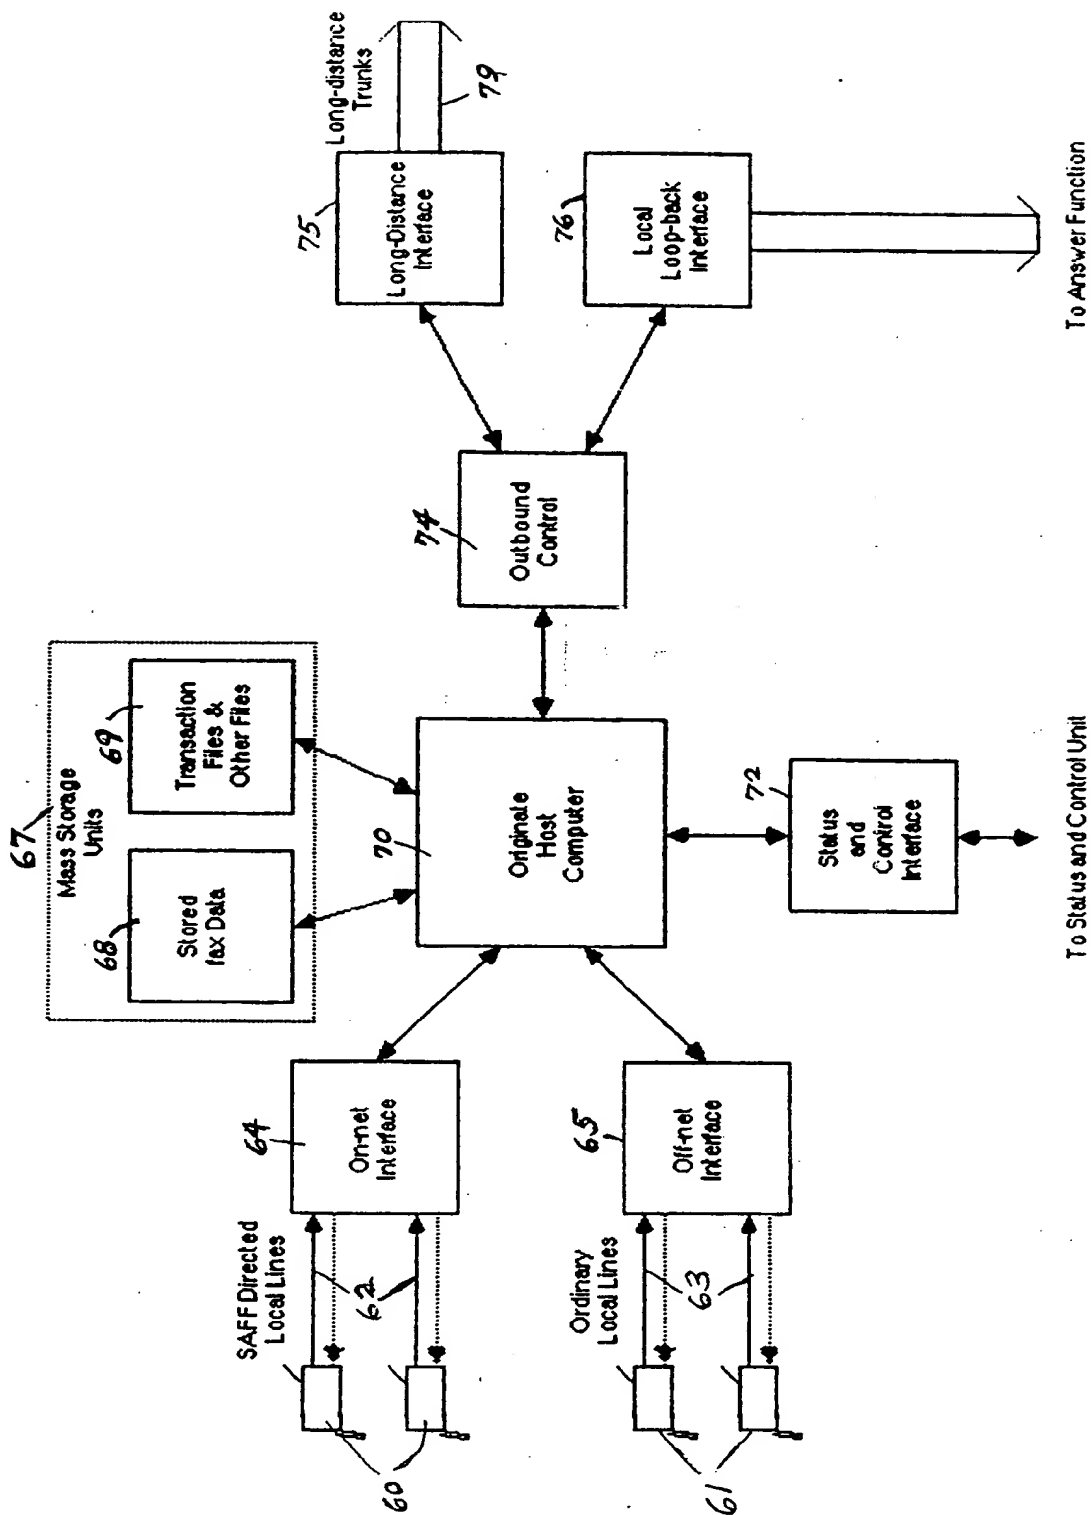 SAFF Directed
Local Lines
62
60
64
On-net
Interface
Ordinary
Local Lines
63
61
65
Off-net
Interface
67
Mass Storage
Units
68
Stored
fax Data
69
Transaction
Files &
Other Files
70
Originate
Host
Computer
72
Status
and
Control
Interface
To Status and Control Unit
74
Outbound
Control
75
Long-Distance
Interface
Long-distance
Trunks
79
76
Local
Loop-back
Interface
To Answer Function